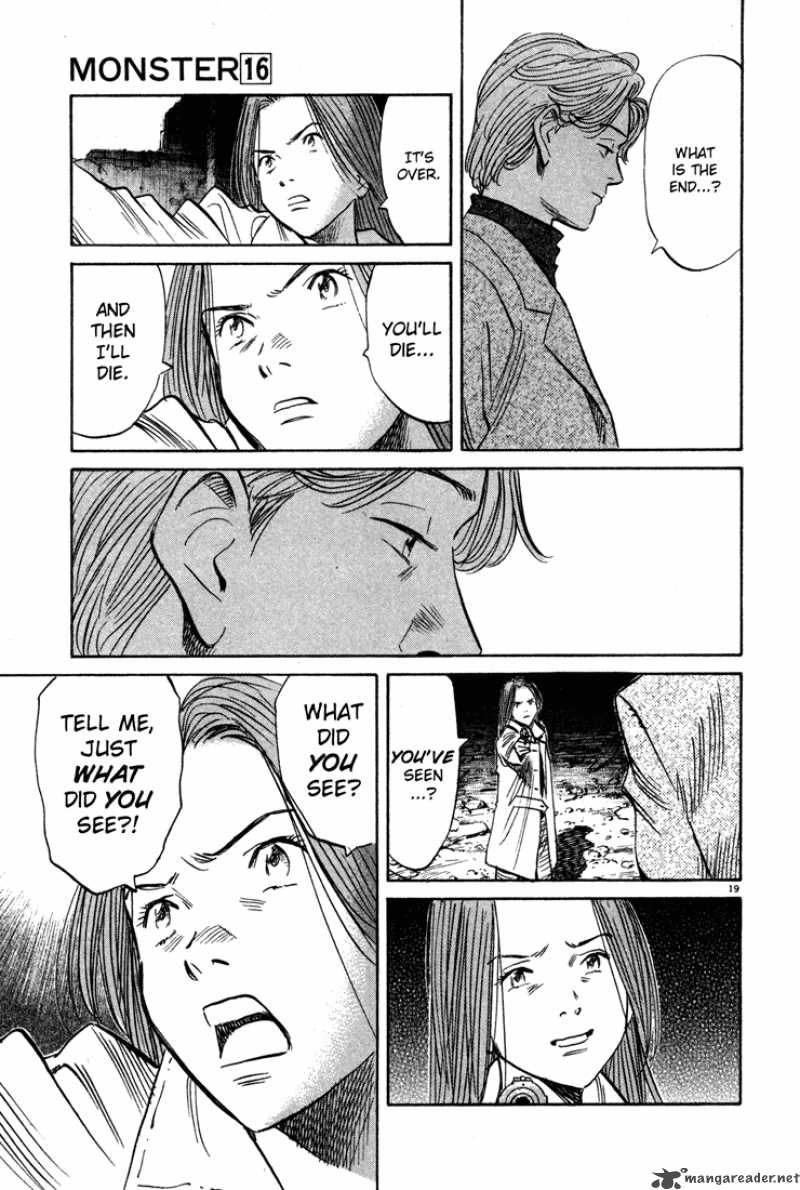 MONSTER 16
WHAT
IS THE
END...?
IT'S
OVER.
YOU'LL
DIE...
AND
THEN
I'LL
DIE.
YOU'VE
SEEN
...?
19
WHAT
DID
YOU
SEE?
TELL ME,
JUST
WHAT
DID YOU
SEE?!
mangareader.net